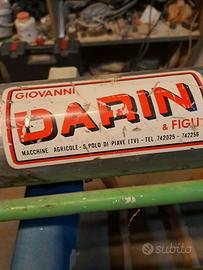 GIOVANNI
DARIN
& FIGLI
MACCHINE AGRICOLE - S. POLO DI PIAVE (TV) - TEL. 742025 - 742256
subito